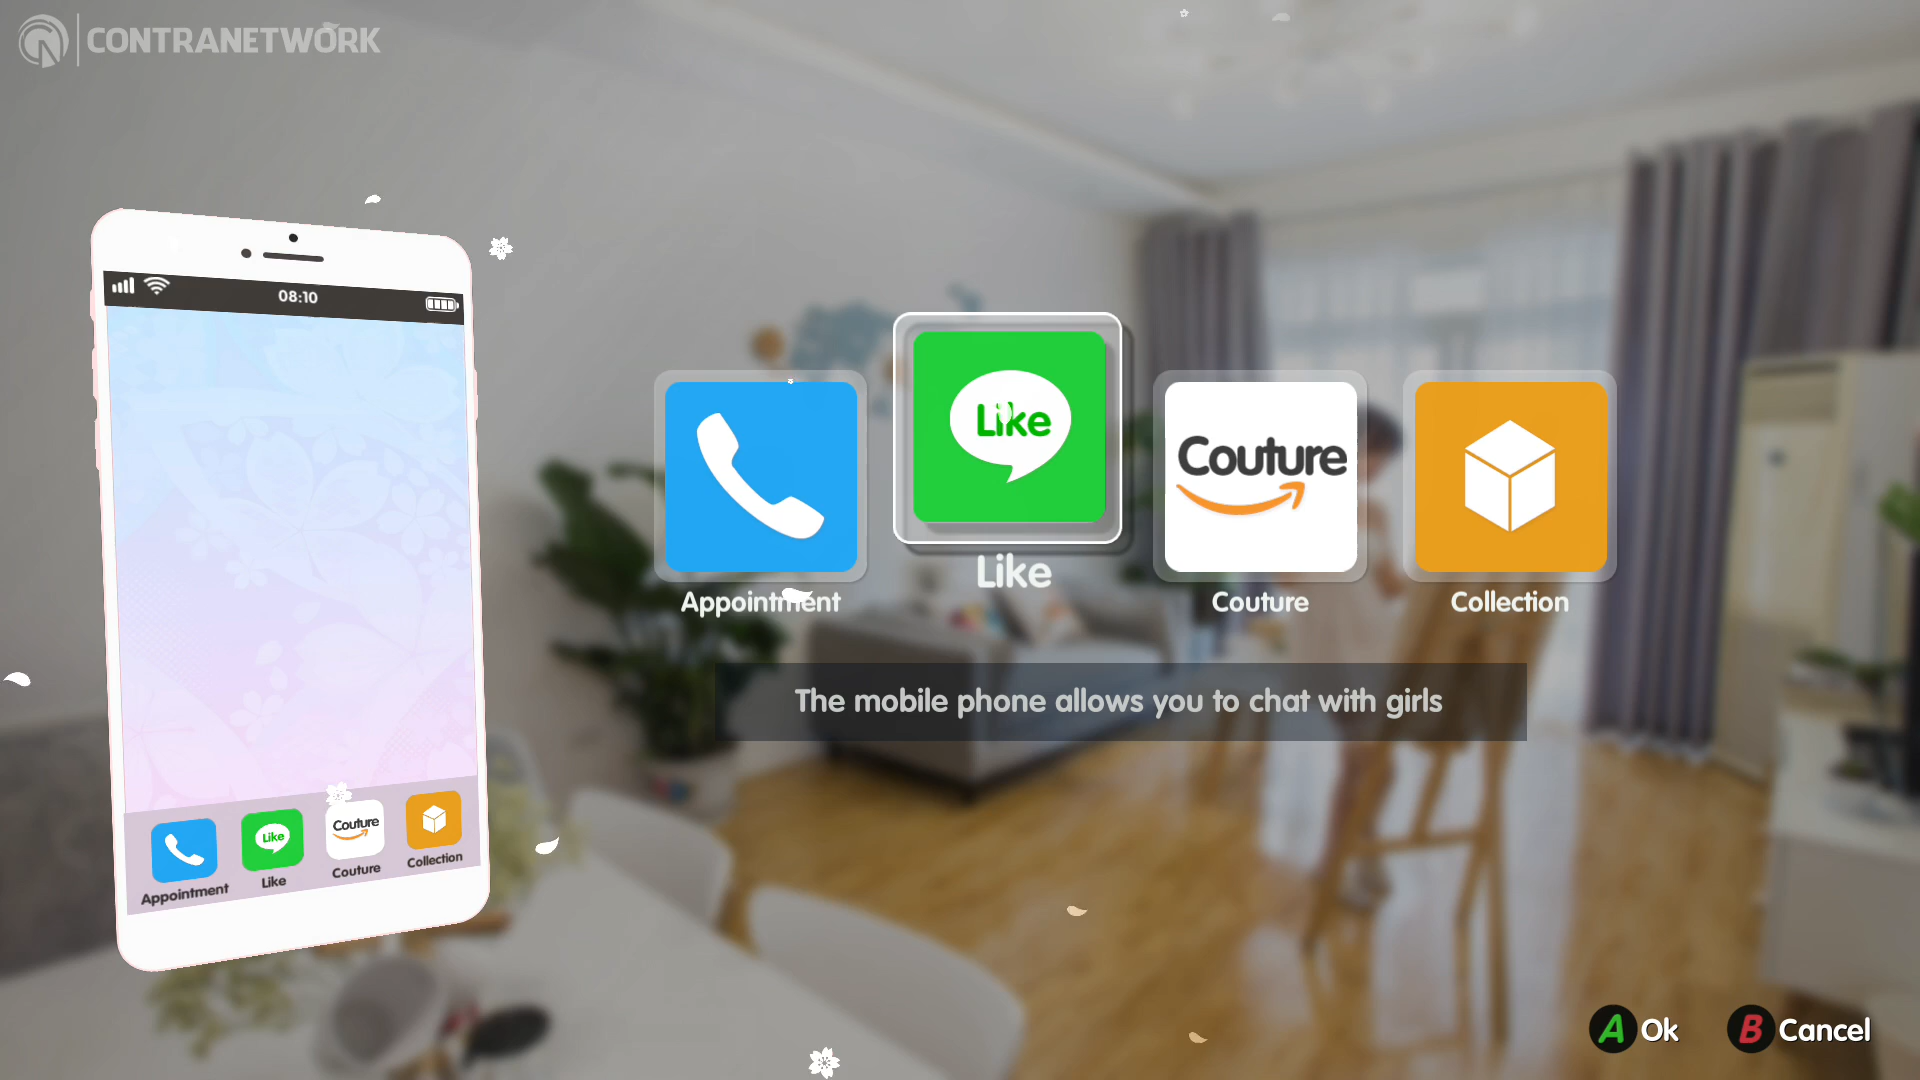 CONTRANETWORK
08:10
Like
Couture
Like
Appointment
Couture
Collection
The mobile phone allows you to chat with girls
Like
Couture
Appointment
Like
Couture
Collection
A Ok
B Cancel